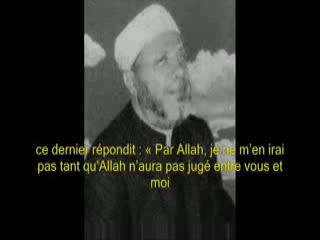 ce dernier répondit : « Par Allah, je ne m'en irai
pas tant qu'Allah n'aura pas jugé entre vous et
moi